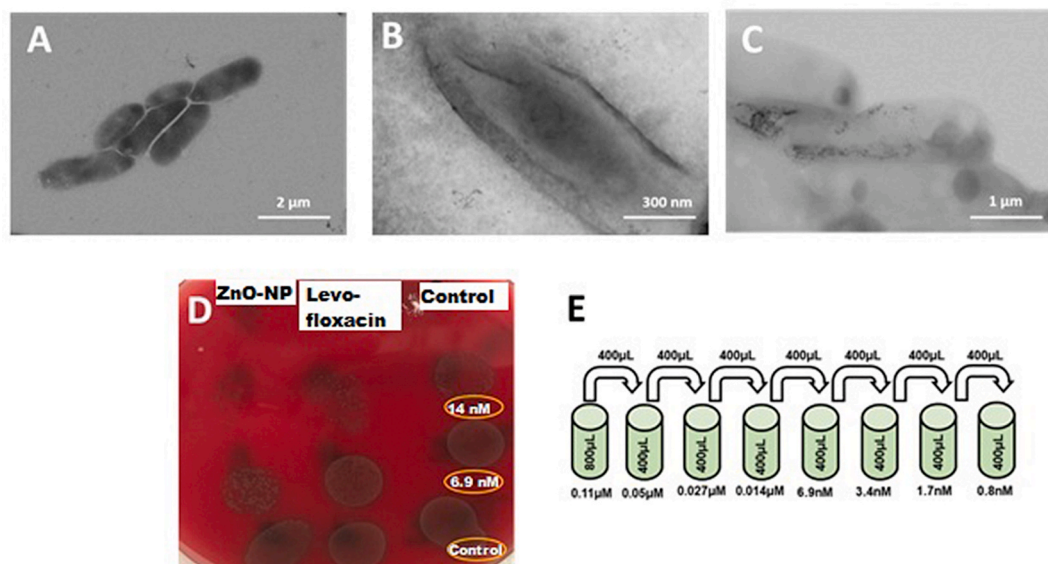 A
2 µm
B
300 nm
C
1 µm
D
ZnO-NP
Levo-
floxacin
Control
14 nM
6.9 nM
Control
E
400µL 400µL 400µL 400µL 400µL 400µL 400µL
800µL 400µL 400µL 400µL 400µL 400µL 400µL 400µL
0.11µM 0.05µM 0.027µM 0.014µM 6.9nM 3.4nM 1.7nM 0.8nM